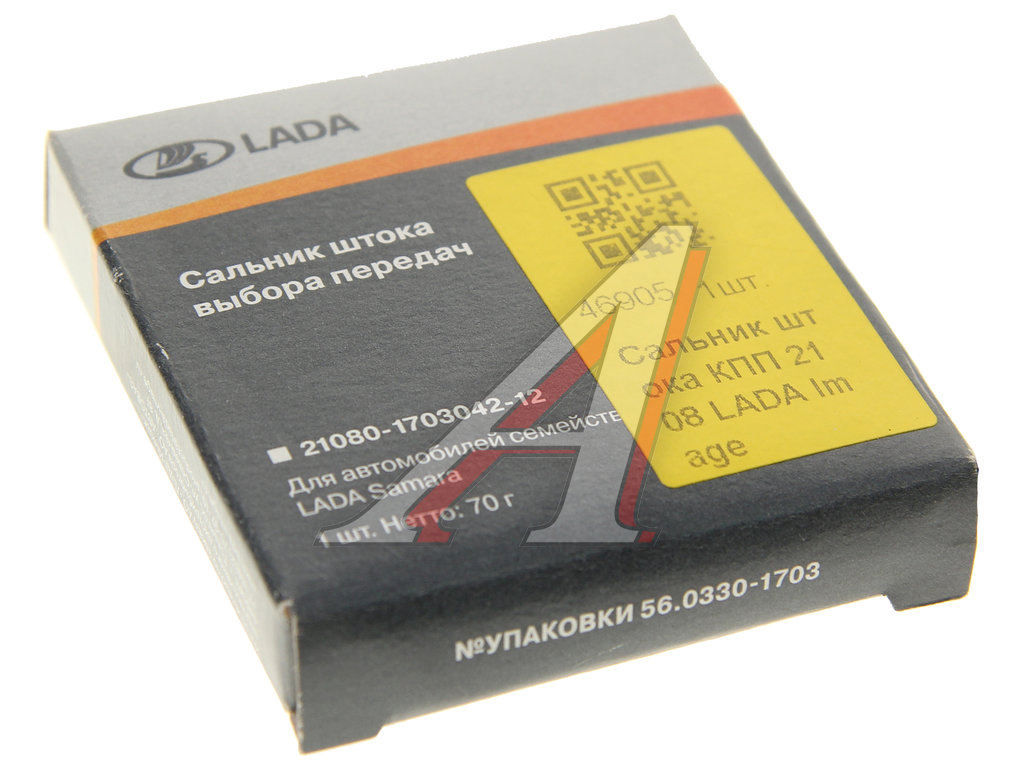 LADA
Сальник штока
выбора передач
21080-1703042-12
Для автомобилей семейств
LADA Samara
1 шт. Нетто: 70 г
46905 1 шт.
Сальник шт
ока КПП 21
08 LADA Im
age
№УПАКОВКИ 56.0330-1703